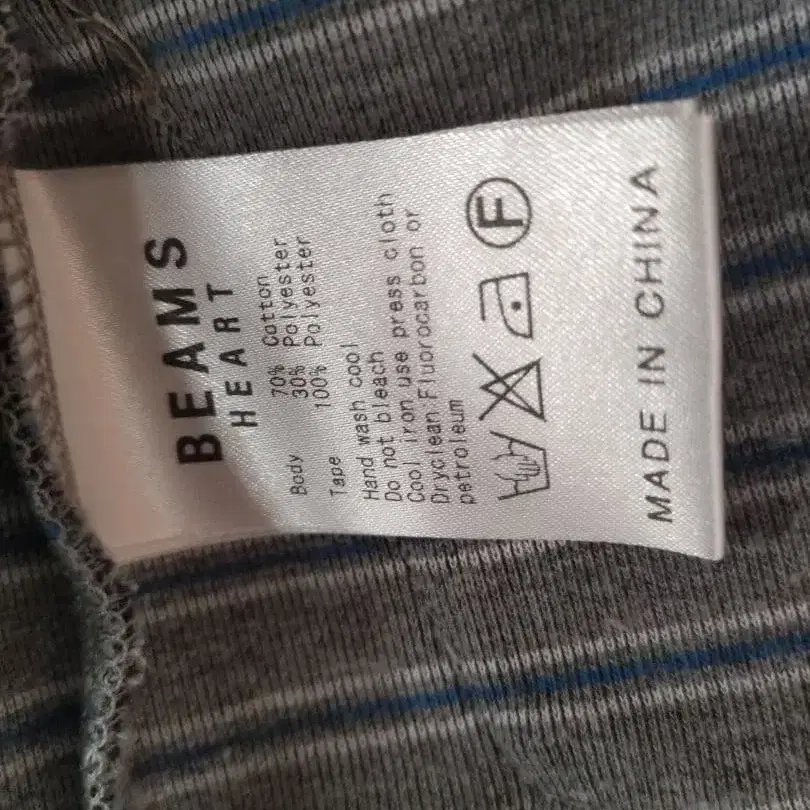 BEAMS
HEART
Body 70% Cotton
30% Polyester
Tape 100% Polyester
Hand wash cool
Do not bleach
Cool iron use press cloth
Dryclean Fluorocarbon or
petroleum
F
MADE IN CHINA